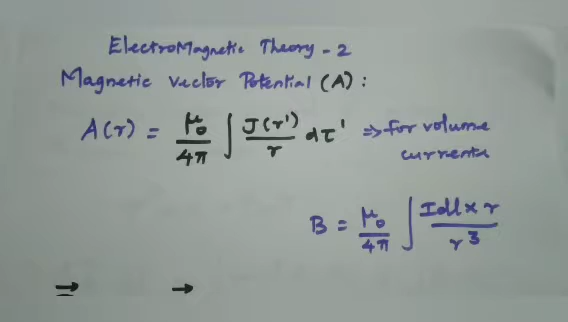 ElectroMagnetic Theory - 2
Magnetic Vector Potential (A) :
A(r) = μ₀/4π ∫ J(r')/r dτ' ⇒ for volume
currents
B = μ₀/4π ∫ Idl × r / r³
⇒ →